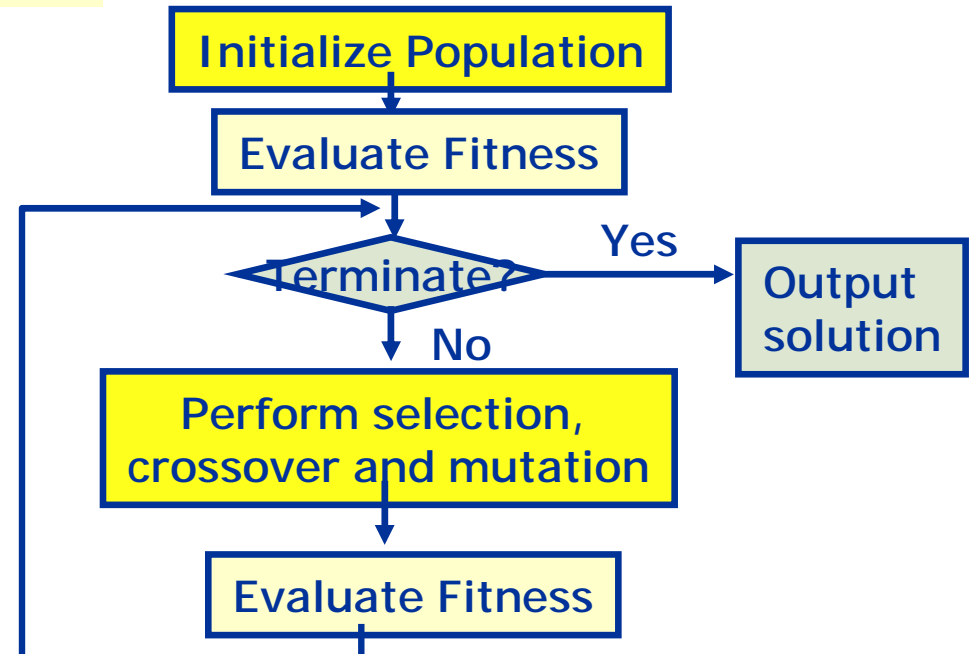 Initialize Population
Evaluate Fitness
Terminate?
Yes
Output
solution
No
Perform selection,
crossover and mutation
Evaluate Fitness